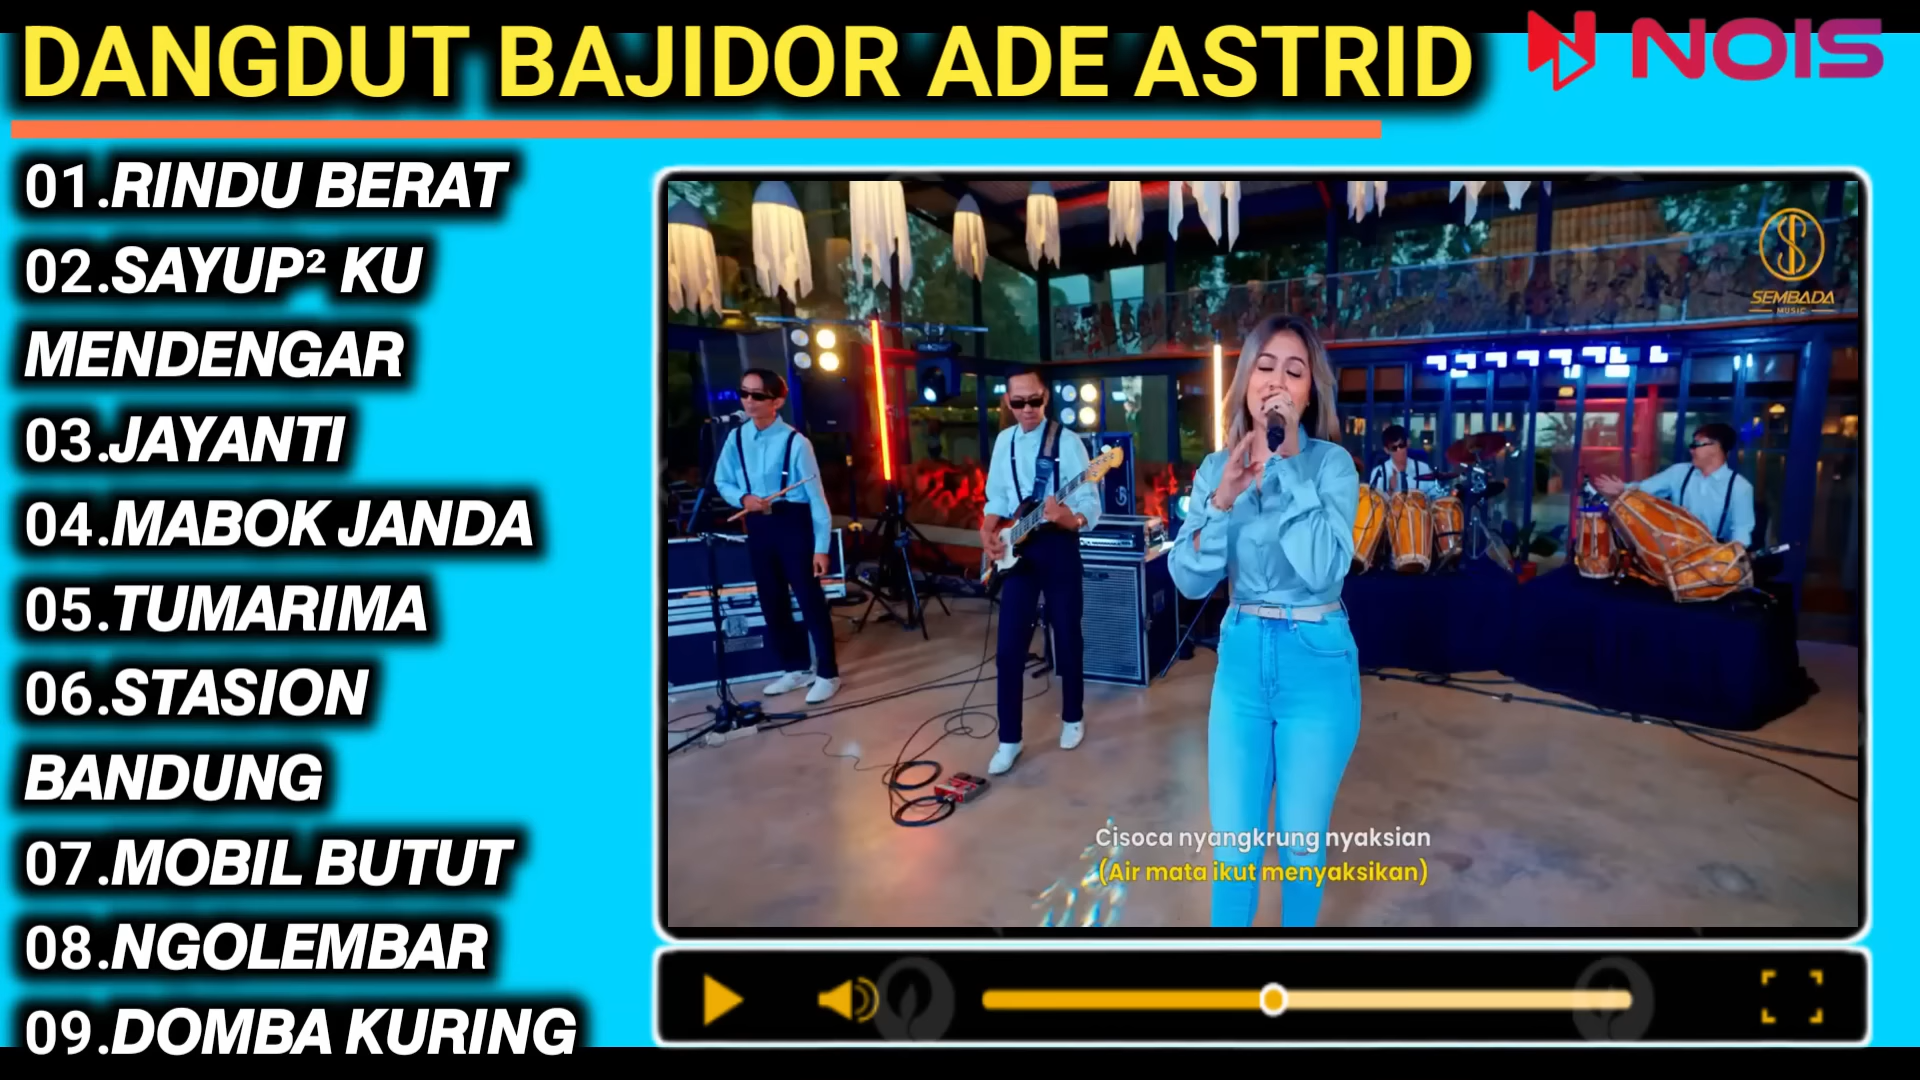 DANGDUT BAJIDOR ADE ASTRID
NOIS
01.RINDU BERAT
02.SAYUP² KU
MENDENGAR
03.JAYANTI
04.MABOK JANDA
05.TUMARIMA
06.STASION
BANDUNG
07.MOBIL BUTUT
08.NGOLEMBAR
09.DOMBA KURING
SEMBADA
MUSIC
Cisoca nyangkrung nyaksian
(Air mata ikut menyaksikan)